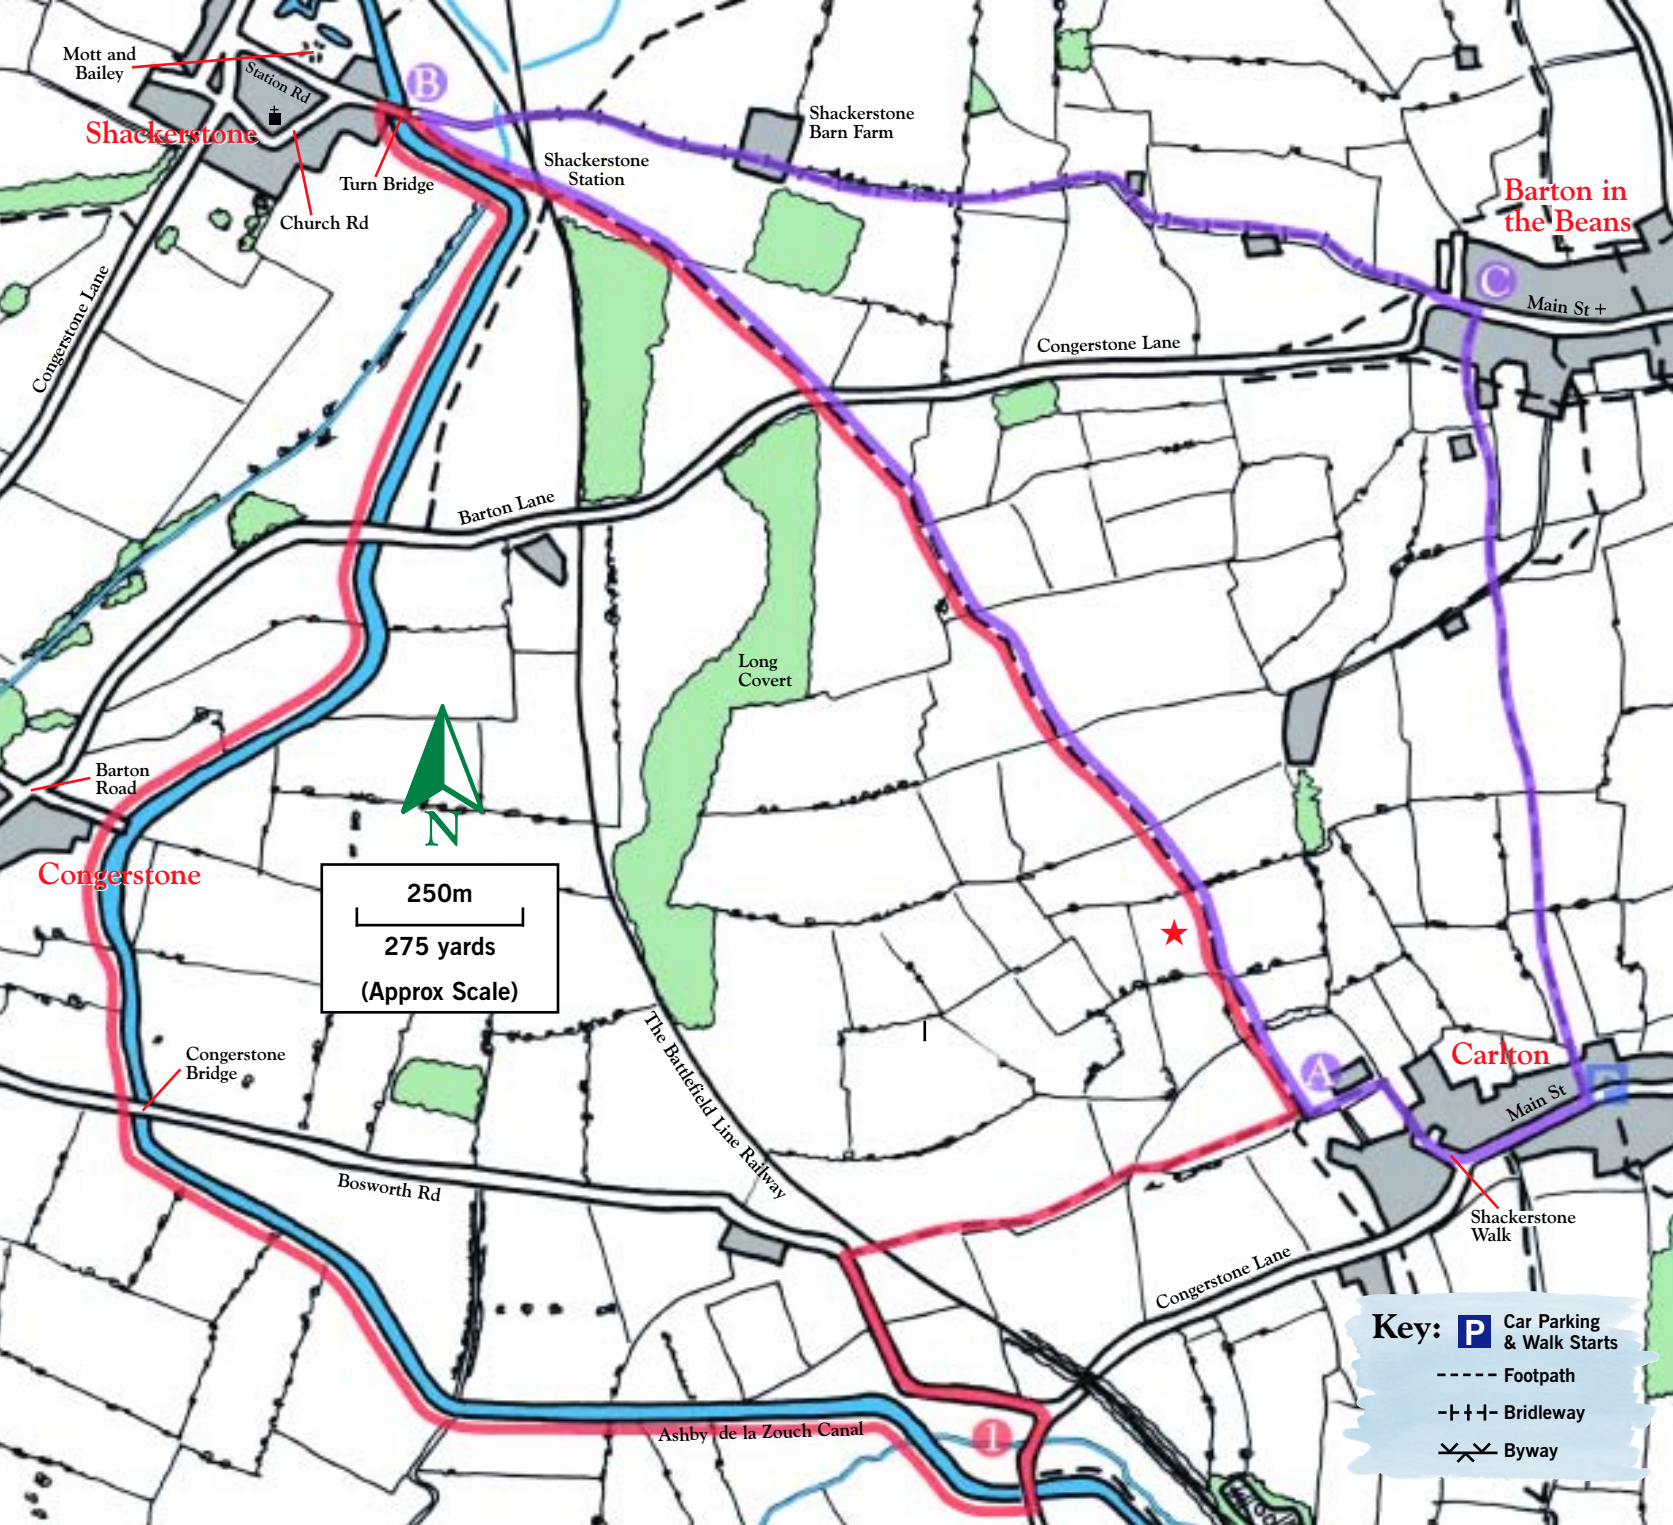 Mott and
Bailey
Station Rd
B
Shackerstone
Barn Farm
Shackerstone
Turn Bridge
Church Rd
Shackerstone
Station
Barton in
the Beans
C
Main St +
Congerstone Lane
Congerstone Lane
Barton Lane
Long
Covert
Barton
Road
N
Congerstone
250m
275 yards
(Approx Scale)
Congerstone
Bridge
The Battlefield Line Railway
A
Carlton
Main St
P
Bosworth Rd
Shackerstone
Walk
Congerstone Lane
Ashby de la Zouch Canal
1
Key:
P
Car Parking
& Walk Starts
Footpath
Bridleway
Byway